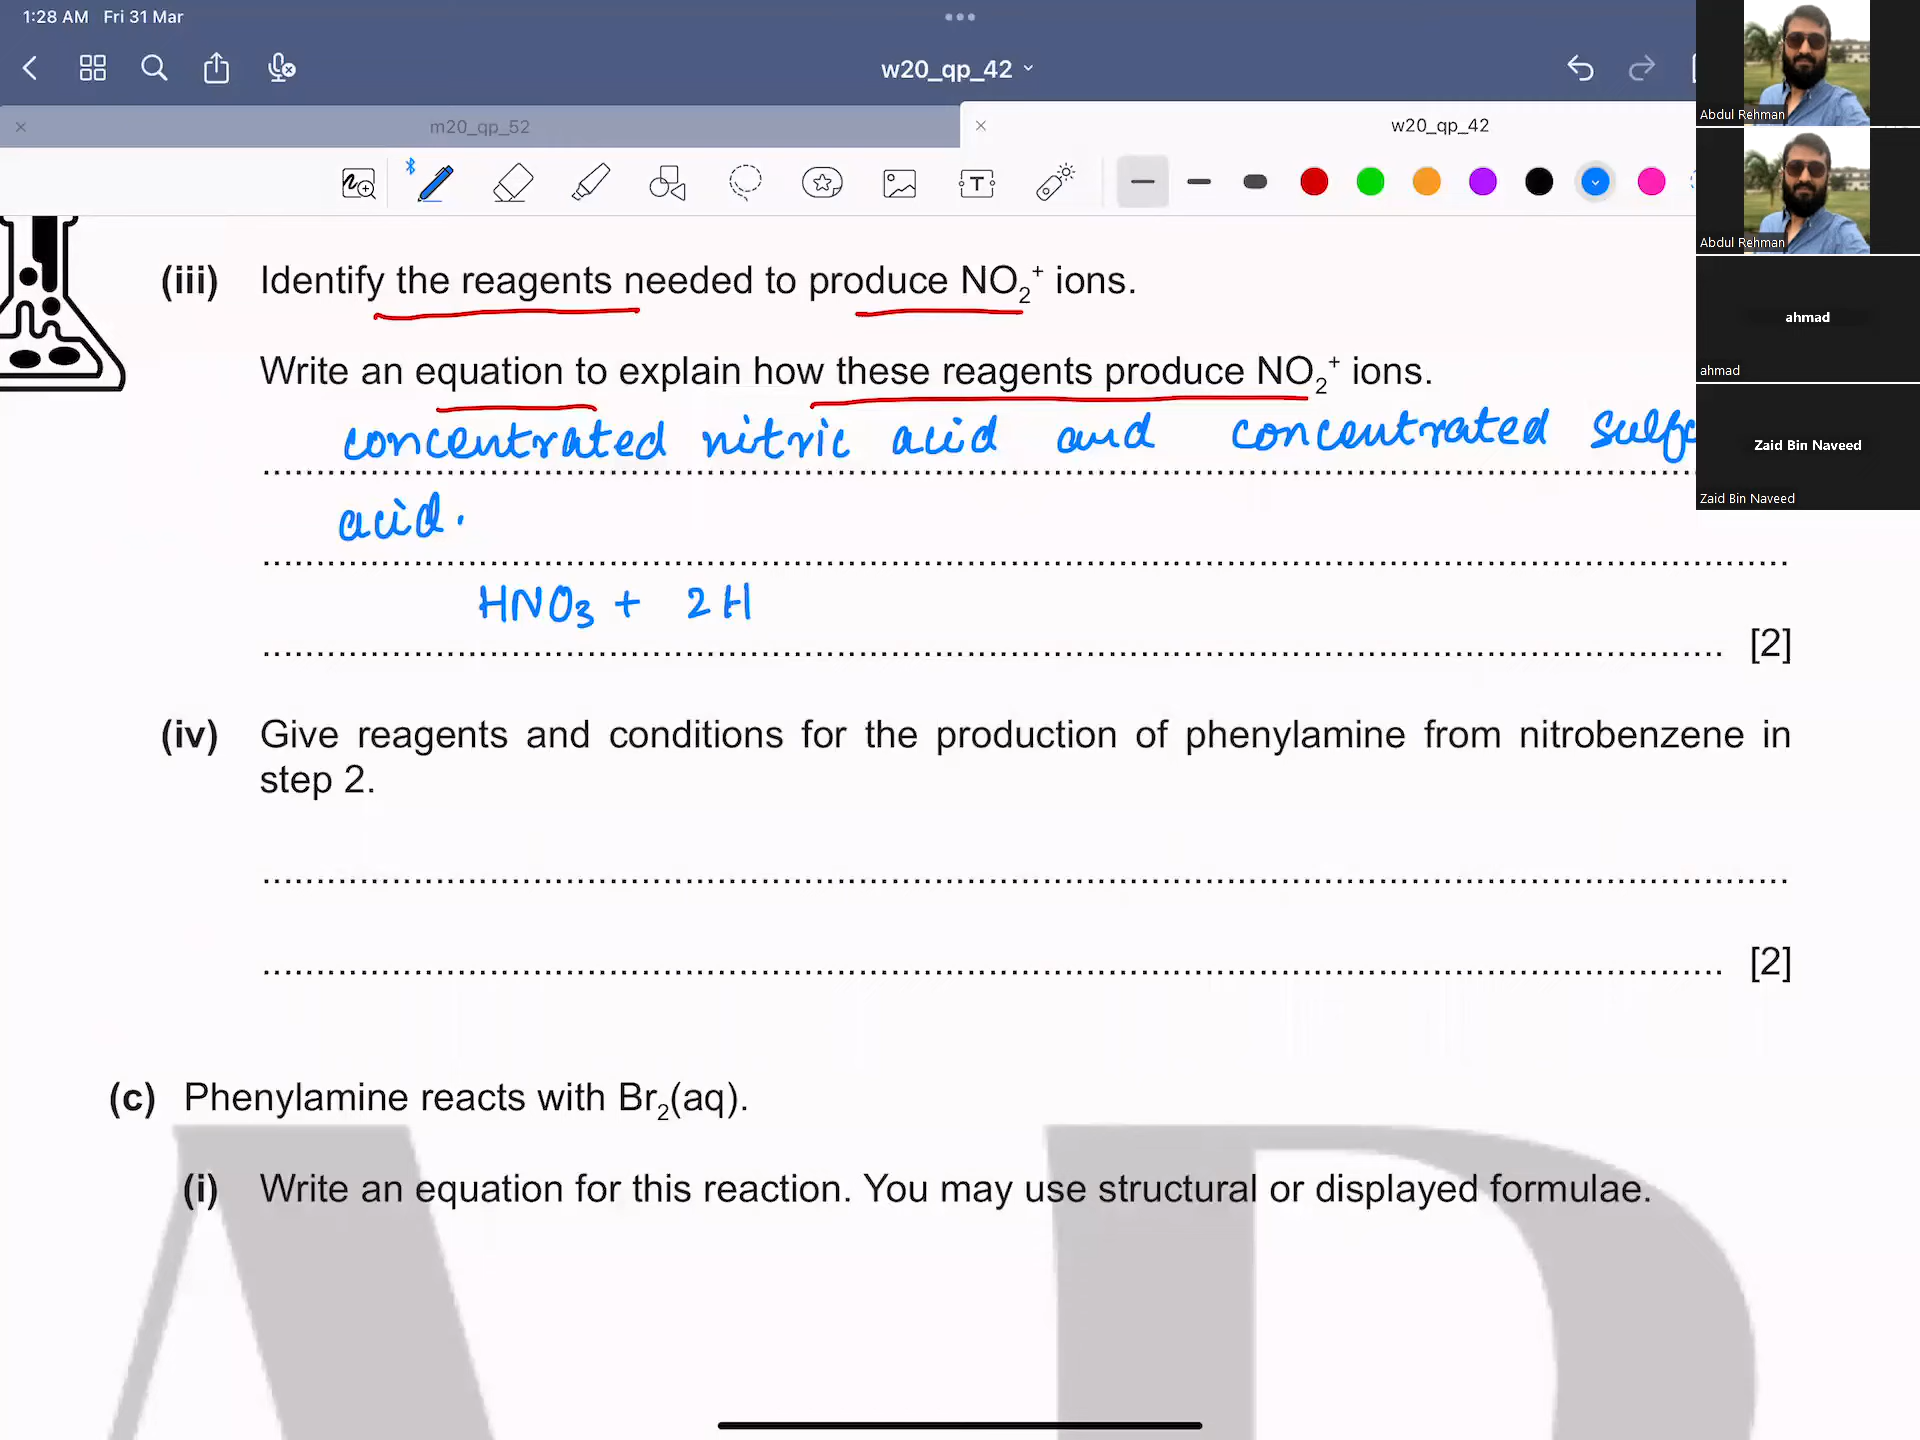 1:28 AM Fri 31 Mar
w20_qp_42
m20_qp_52
w20_qp_42
Abdul Rehman
Abdul Rehman
ahmad
ahmad
Zaid Bin Naveed
Zaid Bin Naveed
(iii) Identify the reagents needed to produce NO₂⁺ ions.
Write an equation to explain how these reagents produce NO₂⁺ ions.
concentrated nitric acid and concentrated
acid.
HNO₃ + 2H
[2]
(iv) Give reagents and conditions for the production of phenylamine from nitrobenzene in
step 2.
[2]
(c) Phenylamine reacts with Br₂(aq).
(i) Write an equation for this reaction. You may use structural or displayed formulae.